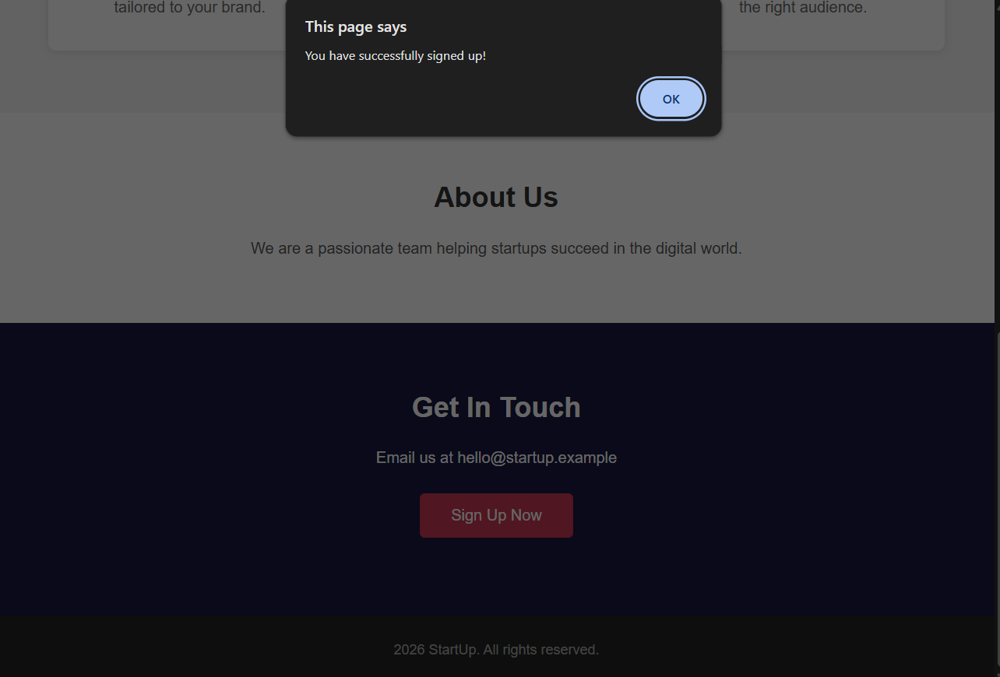 tailored to your brand.
the right audience.
This page says
You have successfully signed up!
OK
About Us
We are a passionate team helping startups succeed in the digital world.
Get In Touch
Email us at hello@startup.example
Sign Up Now
2026 StartUp. All rights reserved.